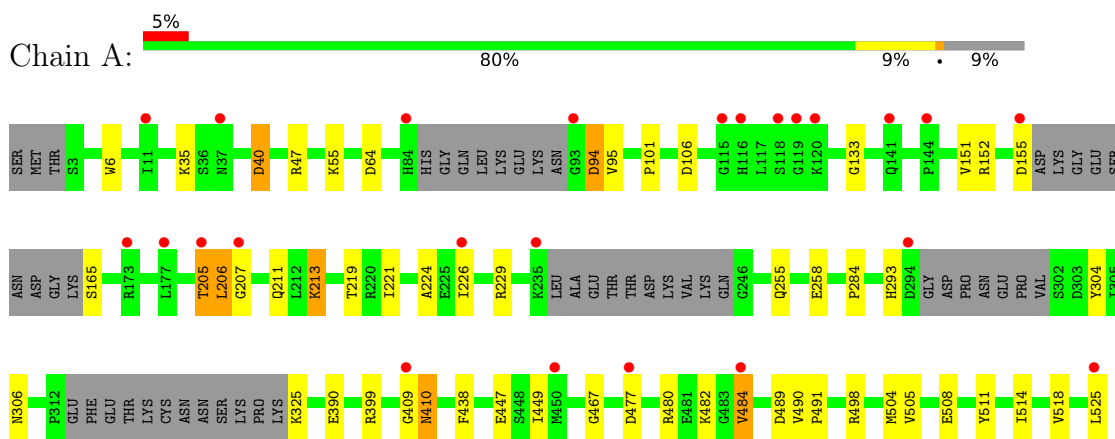 5%
Chain A:
80% 9% • 9%
SER MET THR S3 W6 I11 K35 S36 N37 D40 R47 K55 D64 H84 HIS GLY GLN LEU LYS GLU LYS ASN G93 D94 V95 P101 D106 G115 H116 L117 S118 G119 K120 G133 Q141 P144 V151 R152 D155 ASP LYS GLY GLU SER
ASN ASP GLY LYS S165 R173 L177 T205 L206 G207 Q211 L212 K213 T219 R220 I221 A224 E225 I226 R229 K235 LEU ALA GLU THR THR ASP LYS VAL LYS GLN G246 Q255 E258 P284 H293 D294 GLY ASP PRO ASN GLU PRO VAL S302 D303 Y304 I305
N306 P312 GLU PHE GLU THR LYS CYS ASN ASN SER LYS PRO LYS K325 E390 R399 G409 N410 F438 E447 S448 I449 M450 G467 D477 R480 E481 K482 G483 V484 D489 V490 P491 R498 M504 V505 E508 Y511 I514 V518 L525